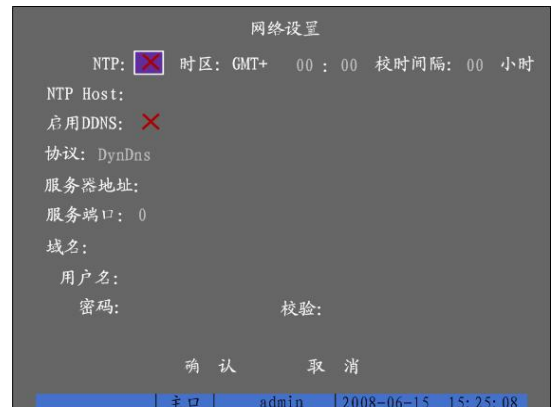 网络设置
NTP: 时区: GMT+ 00 : 00 校时间隔: 00 小时
NTP Host:
启用DDNS:
协议: DynDns
服务器地址:
服务端口: 0
域名:
用户名:
密码: 校验:
确 认 取 消
主口 admin 2008-06-15 15:25:08